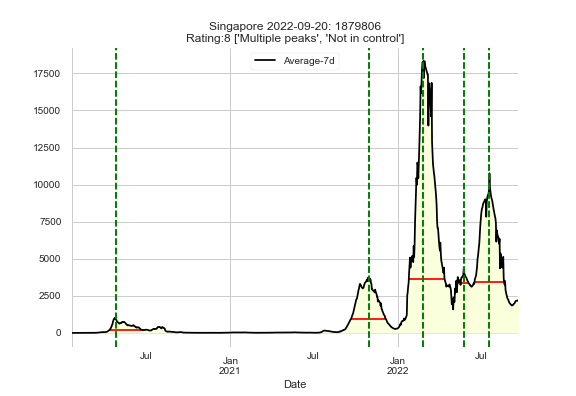 Singapore 2022-09-20: 1879806
Rating:8 ['Multiple peaks', 'Not in control']
Average-7d
17500
15000
12500
10000
7500
5000
2500
0
Jul
Jan
2021
Jul
Jan
2022
Jul
Date